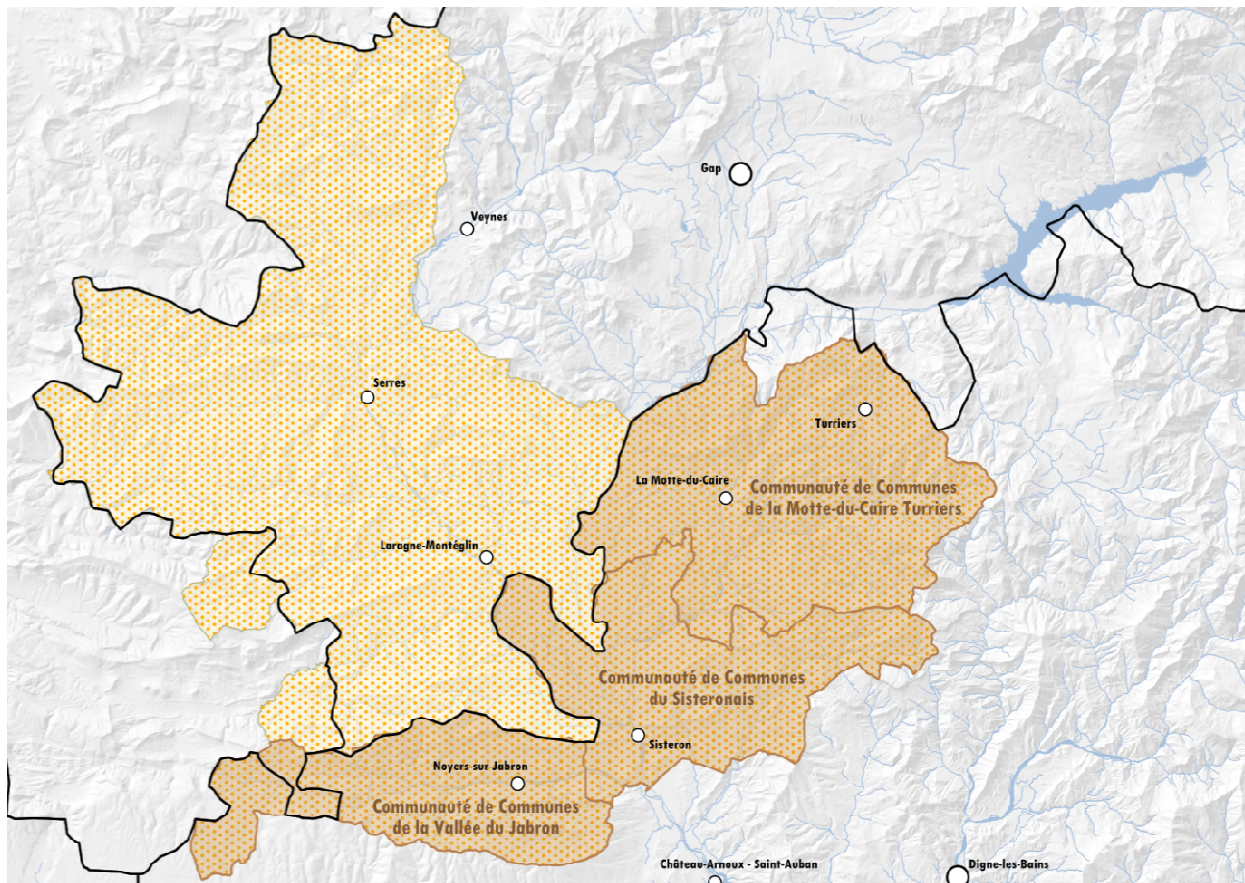 Gap
Veynes
Serres
Turriers
La Motte-du-Caire
Communauté de Communes
de la Motte-du-Caire Turriers
Laragne-Montéglin
Communauté de Communes
du Sisteronais
Sisteron
Noyers-sur-Jabron
Communauté de Communes
de la Vallée du Jabron
Château-Arnoux - Saint-Auban
Digne-les-Bains